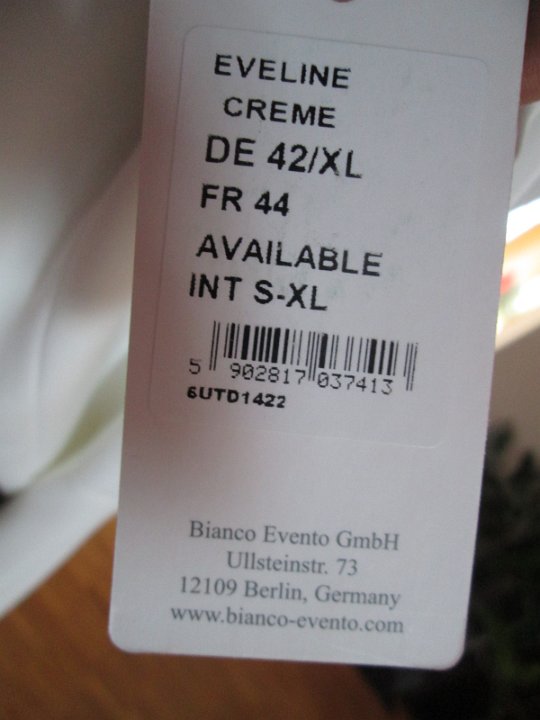 EVELINE
CREME
DE 42/XL
FR 44
AVAILABLE
INT S-XL
5 902817 037413
6UTD1422
Bianco Evento GmbH
Ullsteinstr. 73
12109 Berlin, Germany
www.bianco-evento.com